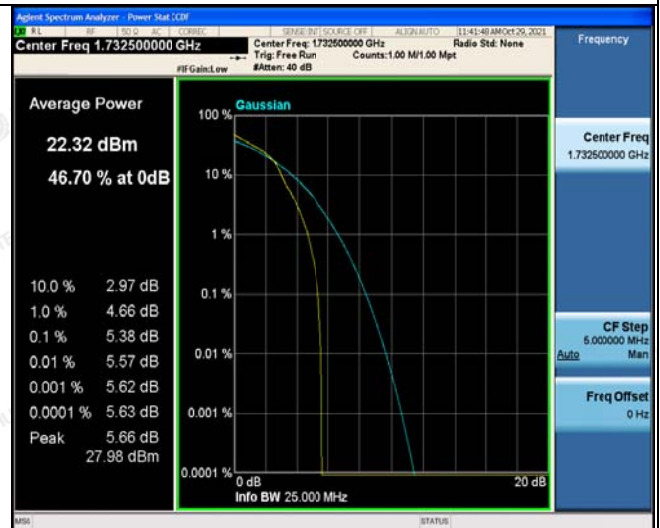 Agilent Spectrum Analyzer - Power Stat CCDF
RL RF 50 Ω AC CORREC SENSE:INT SOURCE OFF ALIGN AUTO 11:41:48 AM Oct 29, 2021
Center Freq 1.732500000 GHz
Center Freq: 1.732500000 GHz Radio Std: None
Trig: Free Run Counts:1.00 M/1.00 Mpt
#IFGain:Low #Atten: 40 dB
Frequency
Average Power
22.32 dBm
46.70 % at 0dB
10.0 % 2.97 dB
1.0 % 4.66 dB
0.1 % 5.38 dB
0.01 % 5.57 dB
0.001 % 5.62 dB
0.0001 % 5.63 dB
Peak 5.66 dB
27.98 dBm
Gaussian
100 %
10 %
1 %
0.1 %
0.01 %
0.001 %
0.0001 %
0 dB 20 dB
Info BW 25.000 MHz
Center Freq
1.732500000 GHz
CF Step
5.000000 MHz
Auto Man
Freq Offset
0 Hz
MSG STATUS